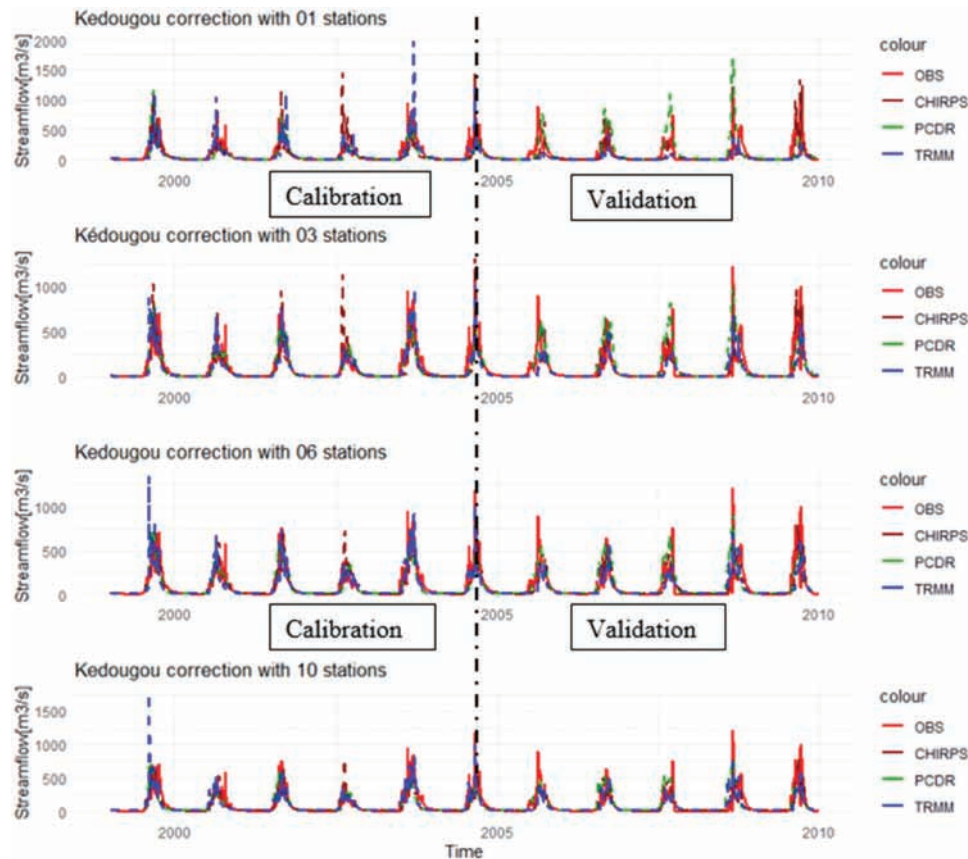 Kedougou correction with 01 stations
Streamflow[m3/s]
2000
1500
1000
500
0
2000
2005
2010
Calibration
Validation
colour
OBS
CHIRPS
PCDR
TRMM
Kédougou correction with 03 stations
Streamflow[m3/s]
1000
500
0
2000
2005
2010
colour
OBS
CHIRPS
PCDR
TRMM
Kedougou correction with 06 stations
Streamflow[m3/s]
1000
500
0
2000
2005
2010
Calibration
Validation
colour
OBS
CHIRPS
PCDR
TRMM
Kedougou correction with 10 stations
Streamflow[m3/s]
1500
1000
500
0
2000
2005
2010
Time
colour
OBS
CHIRPS
PCDR
TRMM